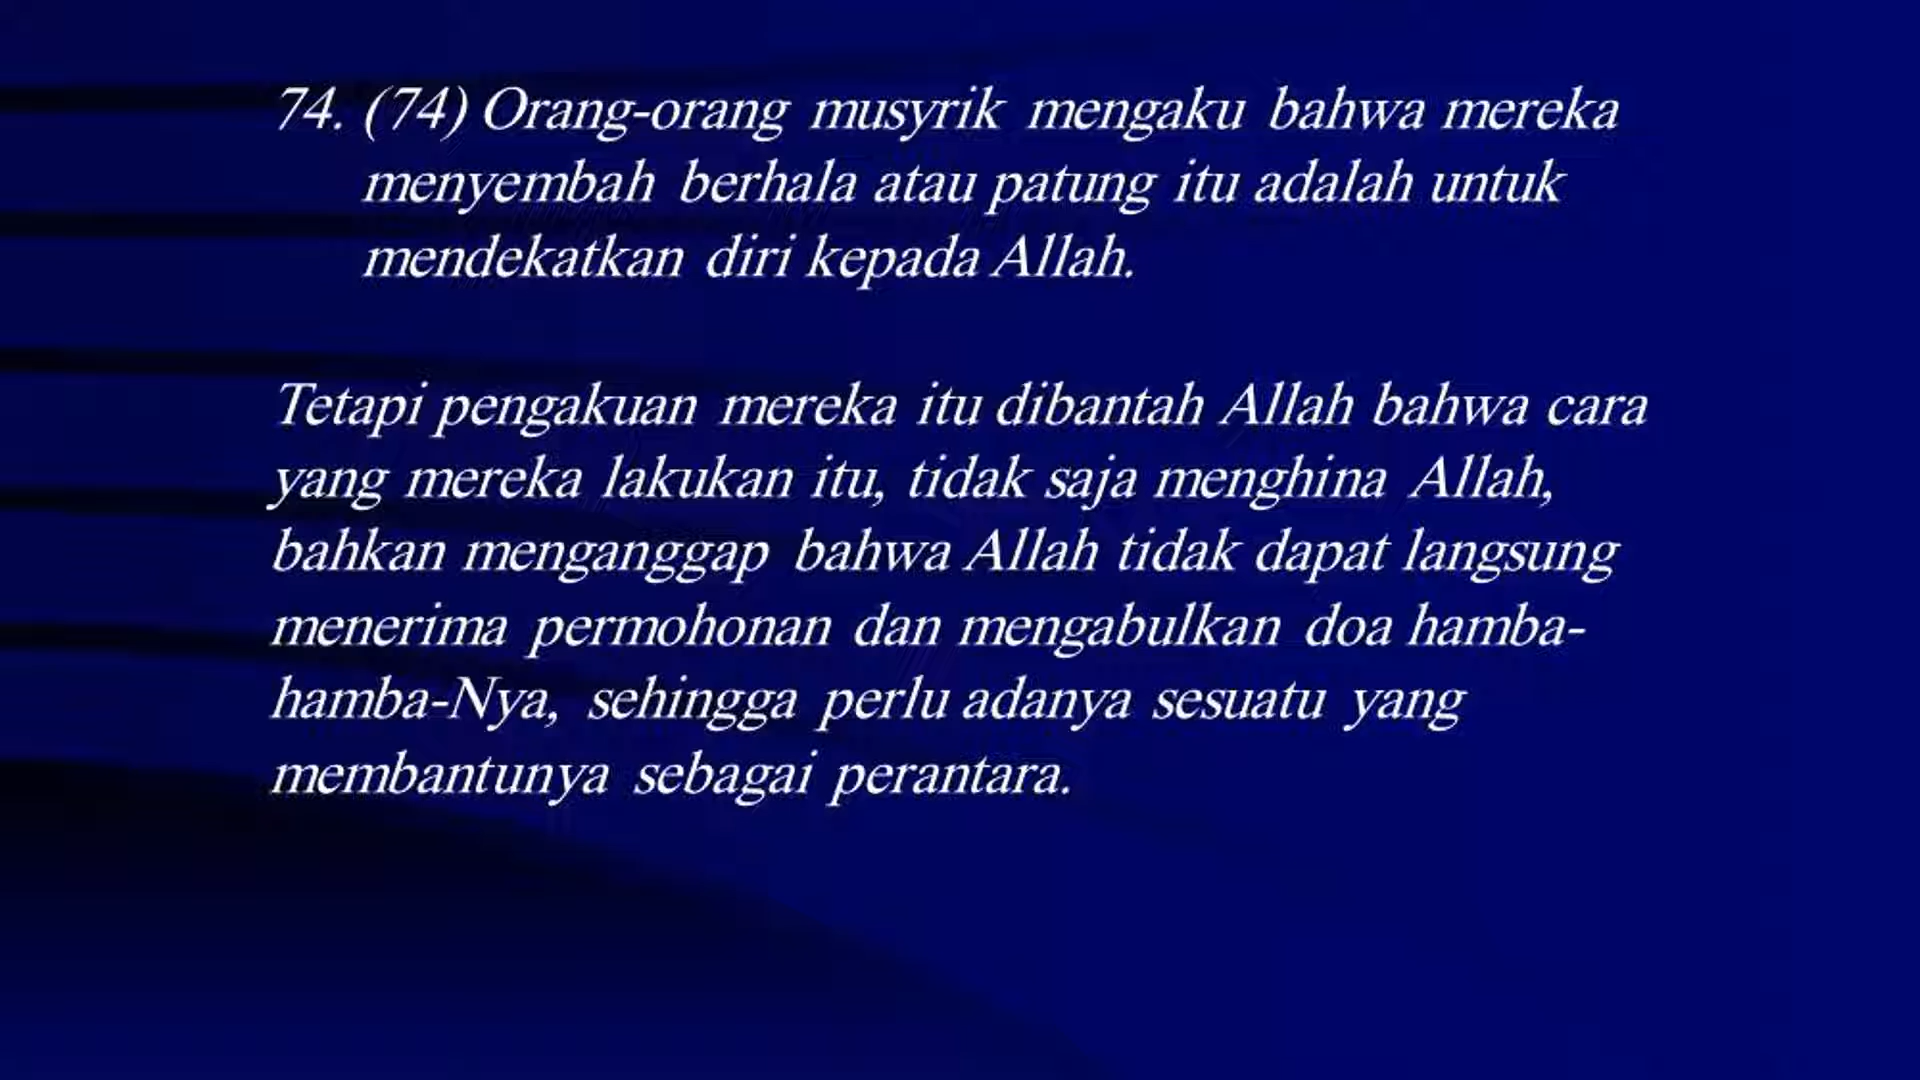 74. (74) Orang-orang musyrik mengaku bahwa mereka
menyembah berhala atau patung itu adalah untuk
mendekatkan diri kepada Allah.
Tetapi pengakuan mereka itu dibantah Allah bahwa cara
yang mereka lakukan itu, tidak saja menghina Allah,
bahkan menganggap bahwa Allah tidak dapat langsung
menerima permohonan dan mengabulkan doa hamba-
hamba-Nya, sehingga perlu adanya sesuatu yang
membantunya sebagai perantara.